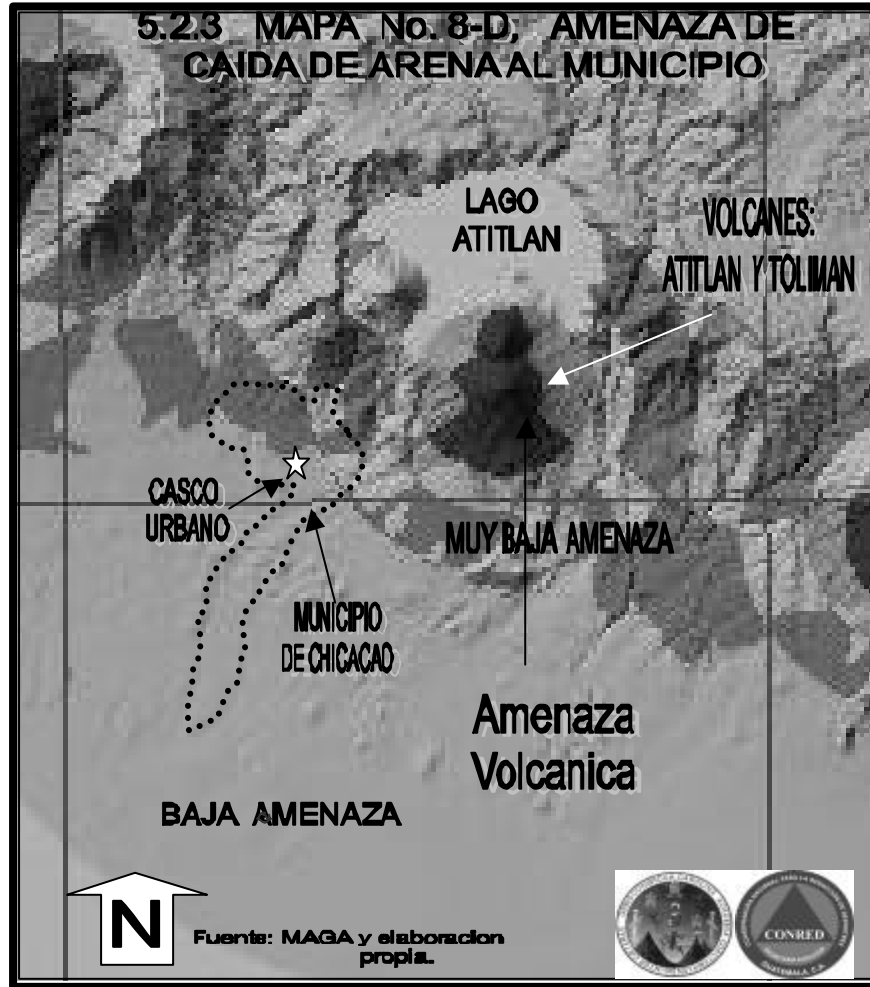 5.2.3 MAPA No. 8-D, AMENAZA DE
CAIDA DE ARENA AL MUNICIPIO
LAGO
ATITLAN
VOLCANES:
ATITLAN Y TOLIMAN
CASCO
URBANO
MUY BAJA AMENAZA
MUNICIPIO
DE CHICACAO
Amenaza
Volcanica
BAJA AMENAZA
N
Fuente: MAGA y elaboracion
propia.
CONRED
GUATEMALA, C.A.